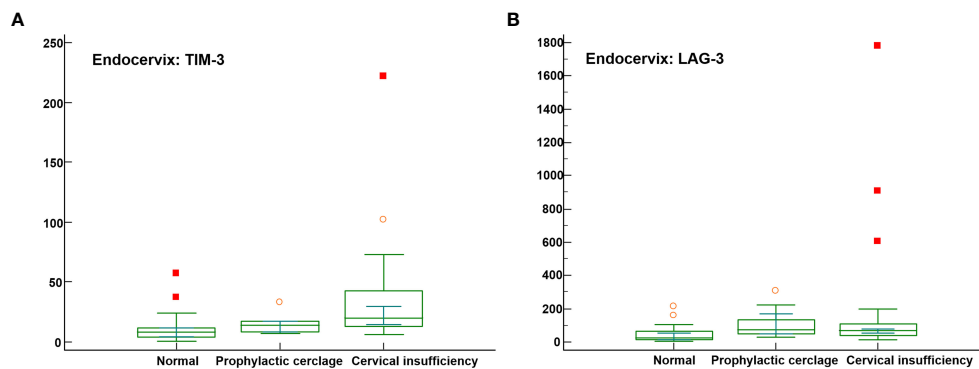 A
B
Endocervix: TIM-3
250
200
150
100
50
0
Normal
Prophylactic cerclage
Cervical insufficiency
Endocervix: LAG-3
1800
1600
1400
1200
1000
800
600
400
200
0
Normal
Prophylactic cerclage
Cervical insufficiency